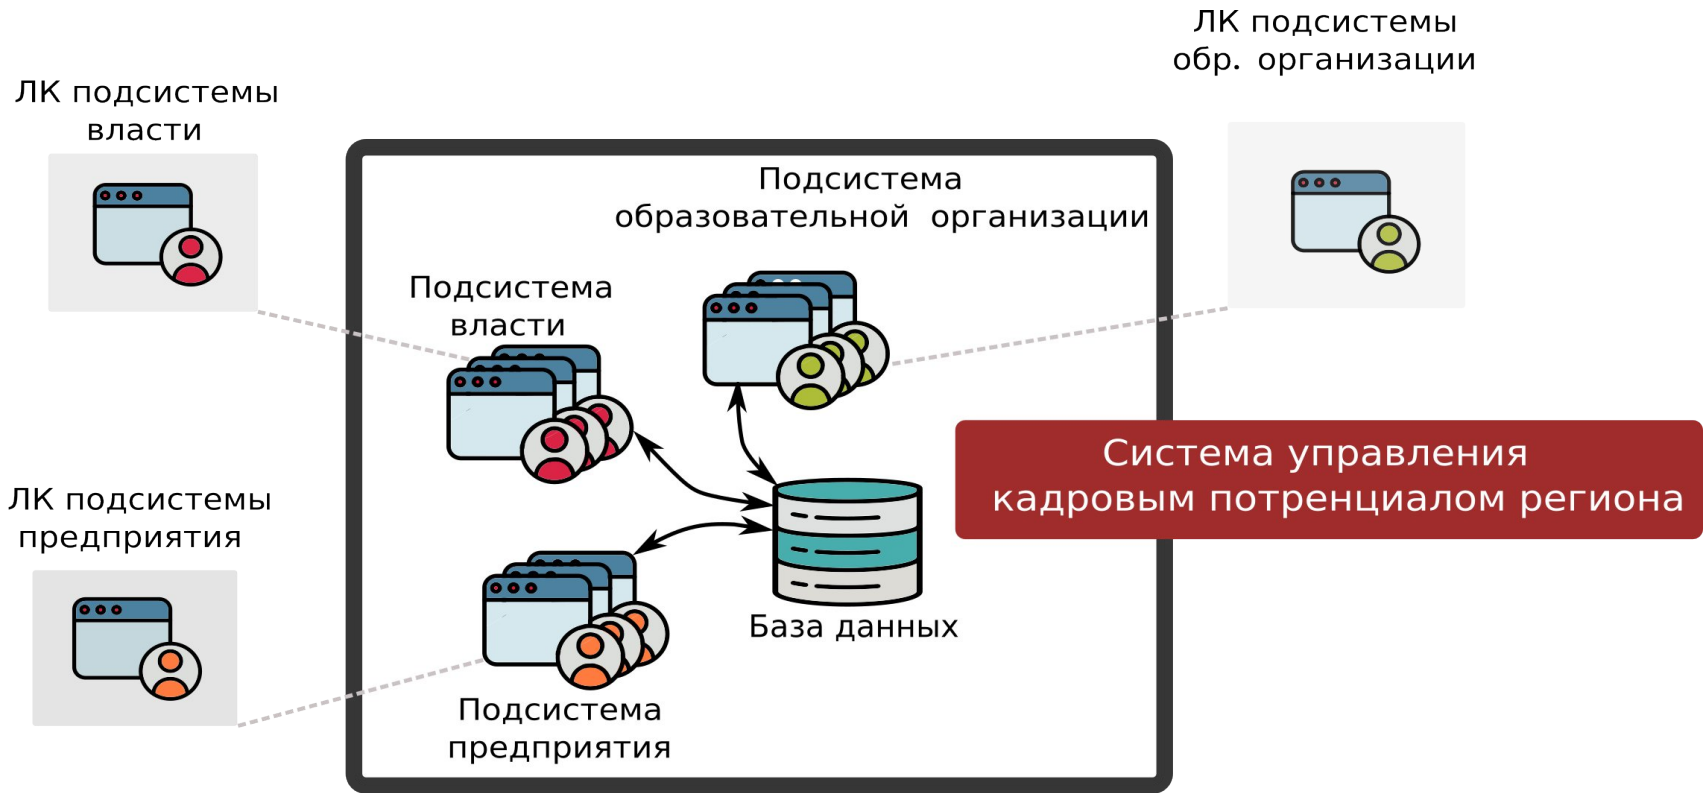 ЛК подсистемы
обр. организации
ЛК подсистемы
власти
Подсистема
образовательной организации
Подсистема
власти
Система управления
кадровым потренциалом региона
ЛК подсистемы
предприятия
База данных
Подсистема
предприятия